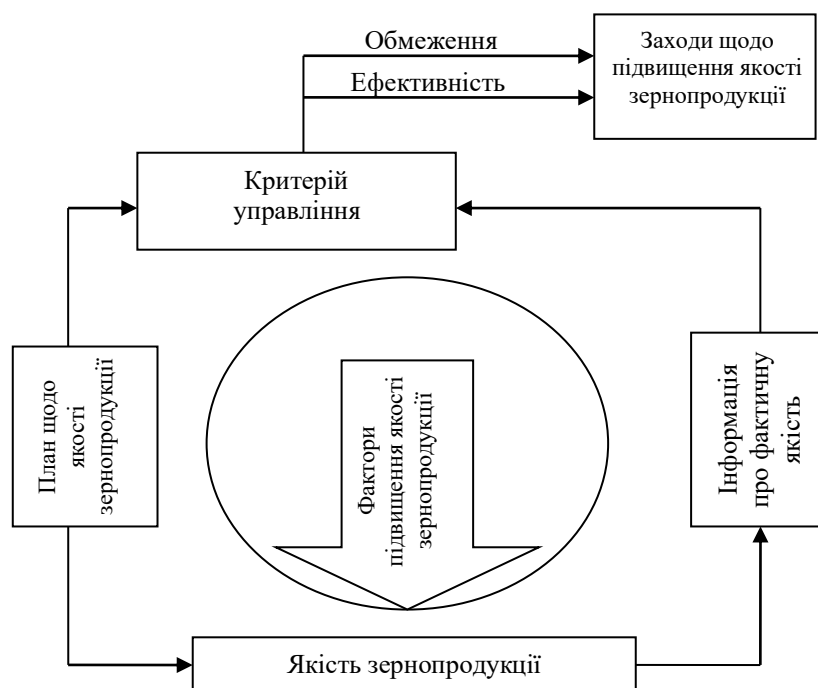 Обмеження
Ефективність
Заходи щодо
підвищення якості
зернопродукції
Критерій
управління
План щодо
якості
зернопродукції
Фактори
підвищення якості
зернопродукції
Інформація
про фактичну
якість
Якість зернопродукції